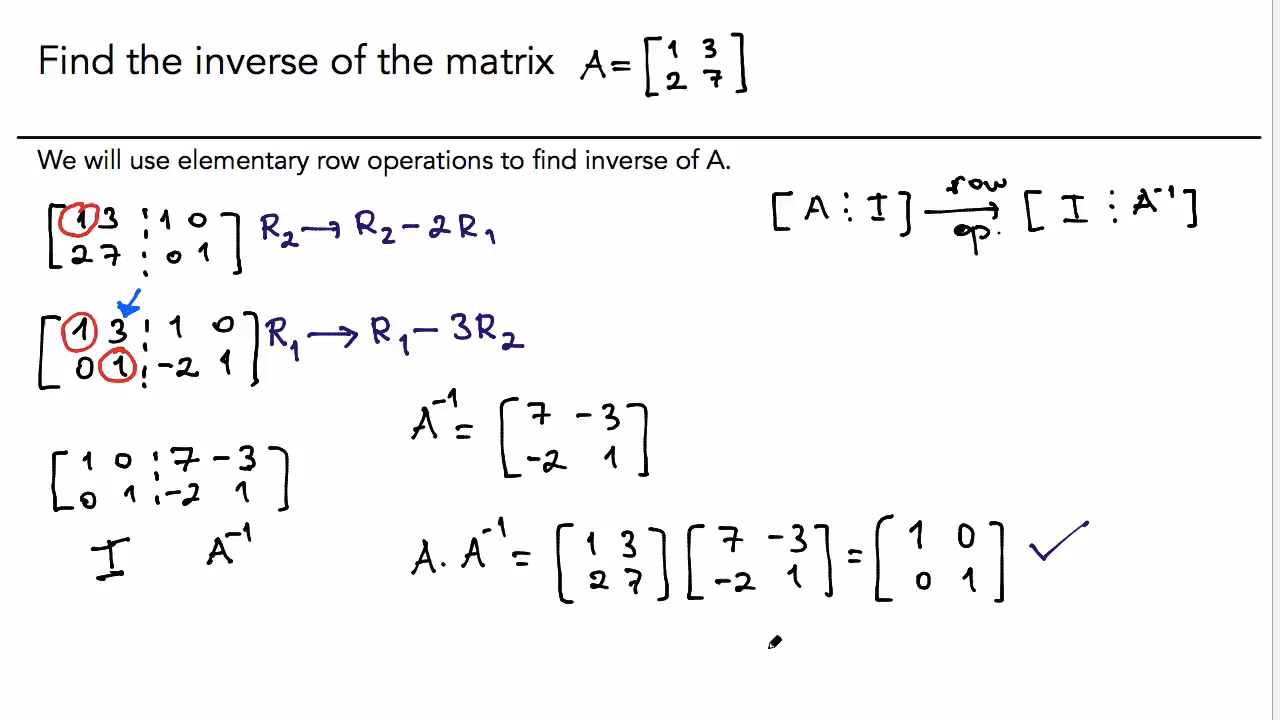 Find the inverse of the matrix A = [1 3
2 7]
We will use elementary row operations to find inverse of A.
[A ⋮ I] ⟶ [I ⋮ A⁻¹]
row
op.
[1 3 ⋮ 1 0
2 7 ⋮ 0 1] R₂ → R₂ - 2R₁
[1 3 ⋮ 1 0
0 1 ⋮ -2 1] R₁ → R₁ - 3R₂
[1 0 ⋮ 7 -3
0 1 ⋮ -2 1]
I A⁻¹
A⁻¹ = [7 -3
-2 1]
A · A⁻¹ = [1 3 [7 -3 = [1 0
2 7] -2 1] 0 1] ✓